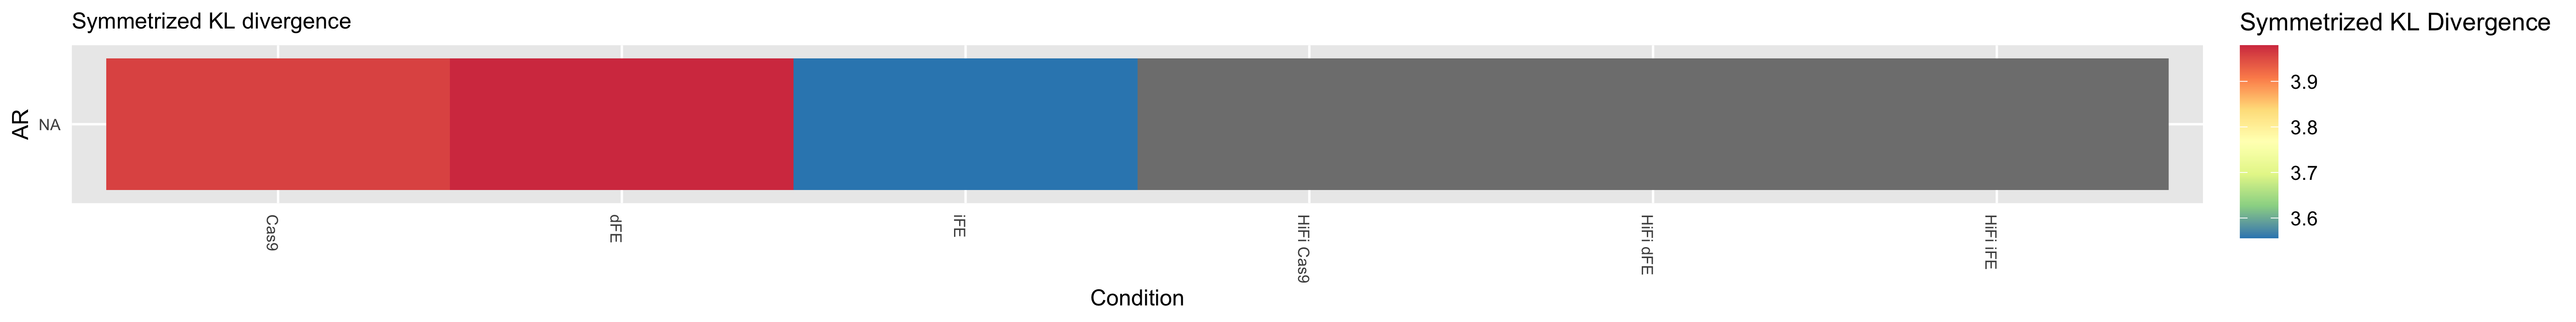 Symmetrized KL divergence
Symmetrized KL Divergence
3.9
3.8
3.7
3.6
AR
NA
Cas9
dFE
iFE
HiFi Cas9
HiFi dFE
HiFi iFE
Condition